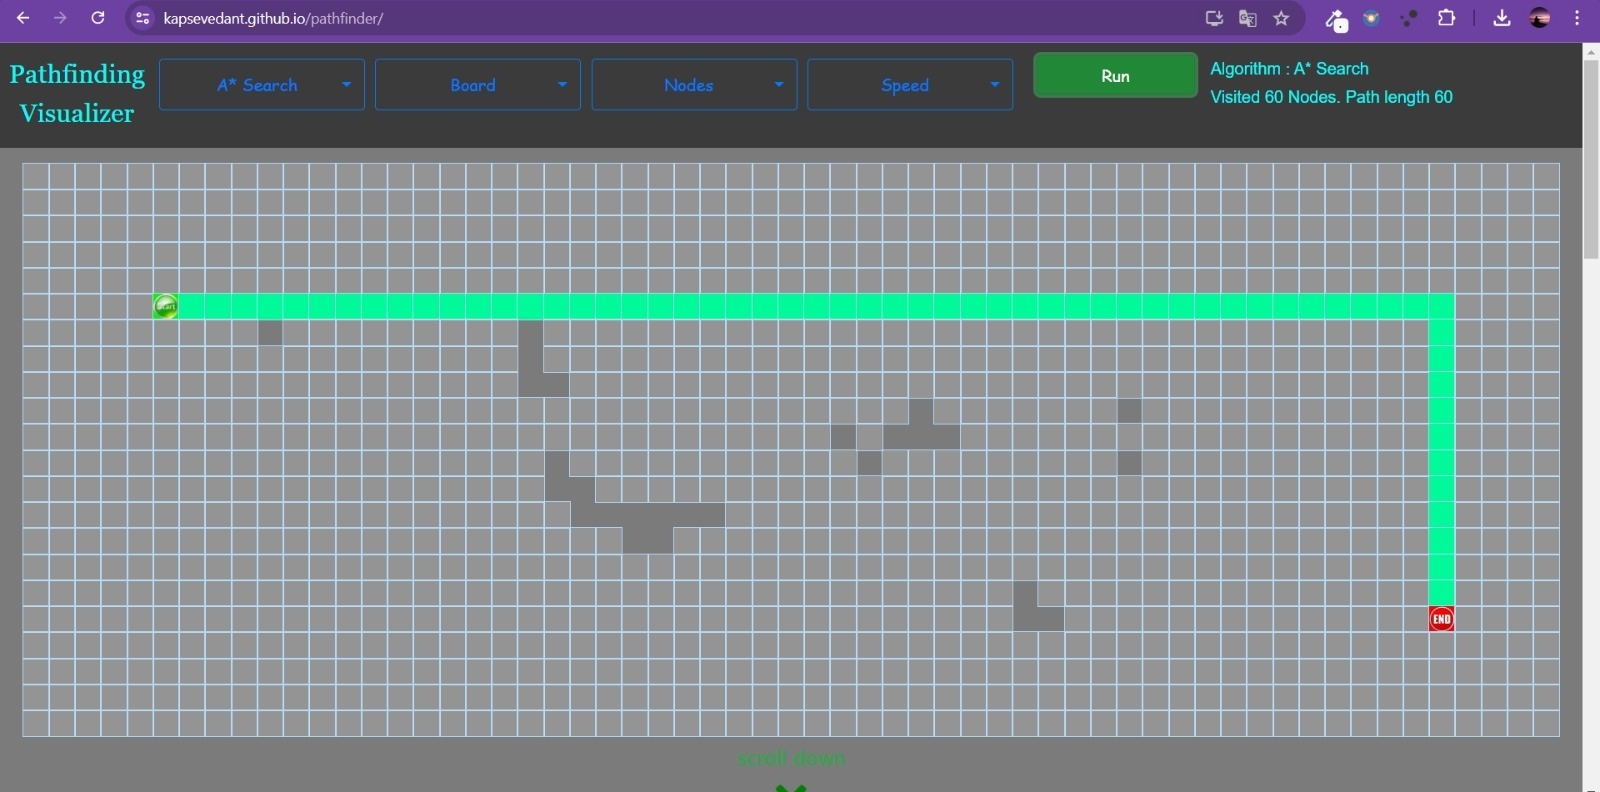 kapsevedant.github.io/pathfinder/
Pathfinding
Visualizer
A* Search
Board
Nodes
Speed
Run
Algorithm : A* Search
Visited 60 Nodes. Path length 60
Start
END
scroll down